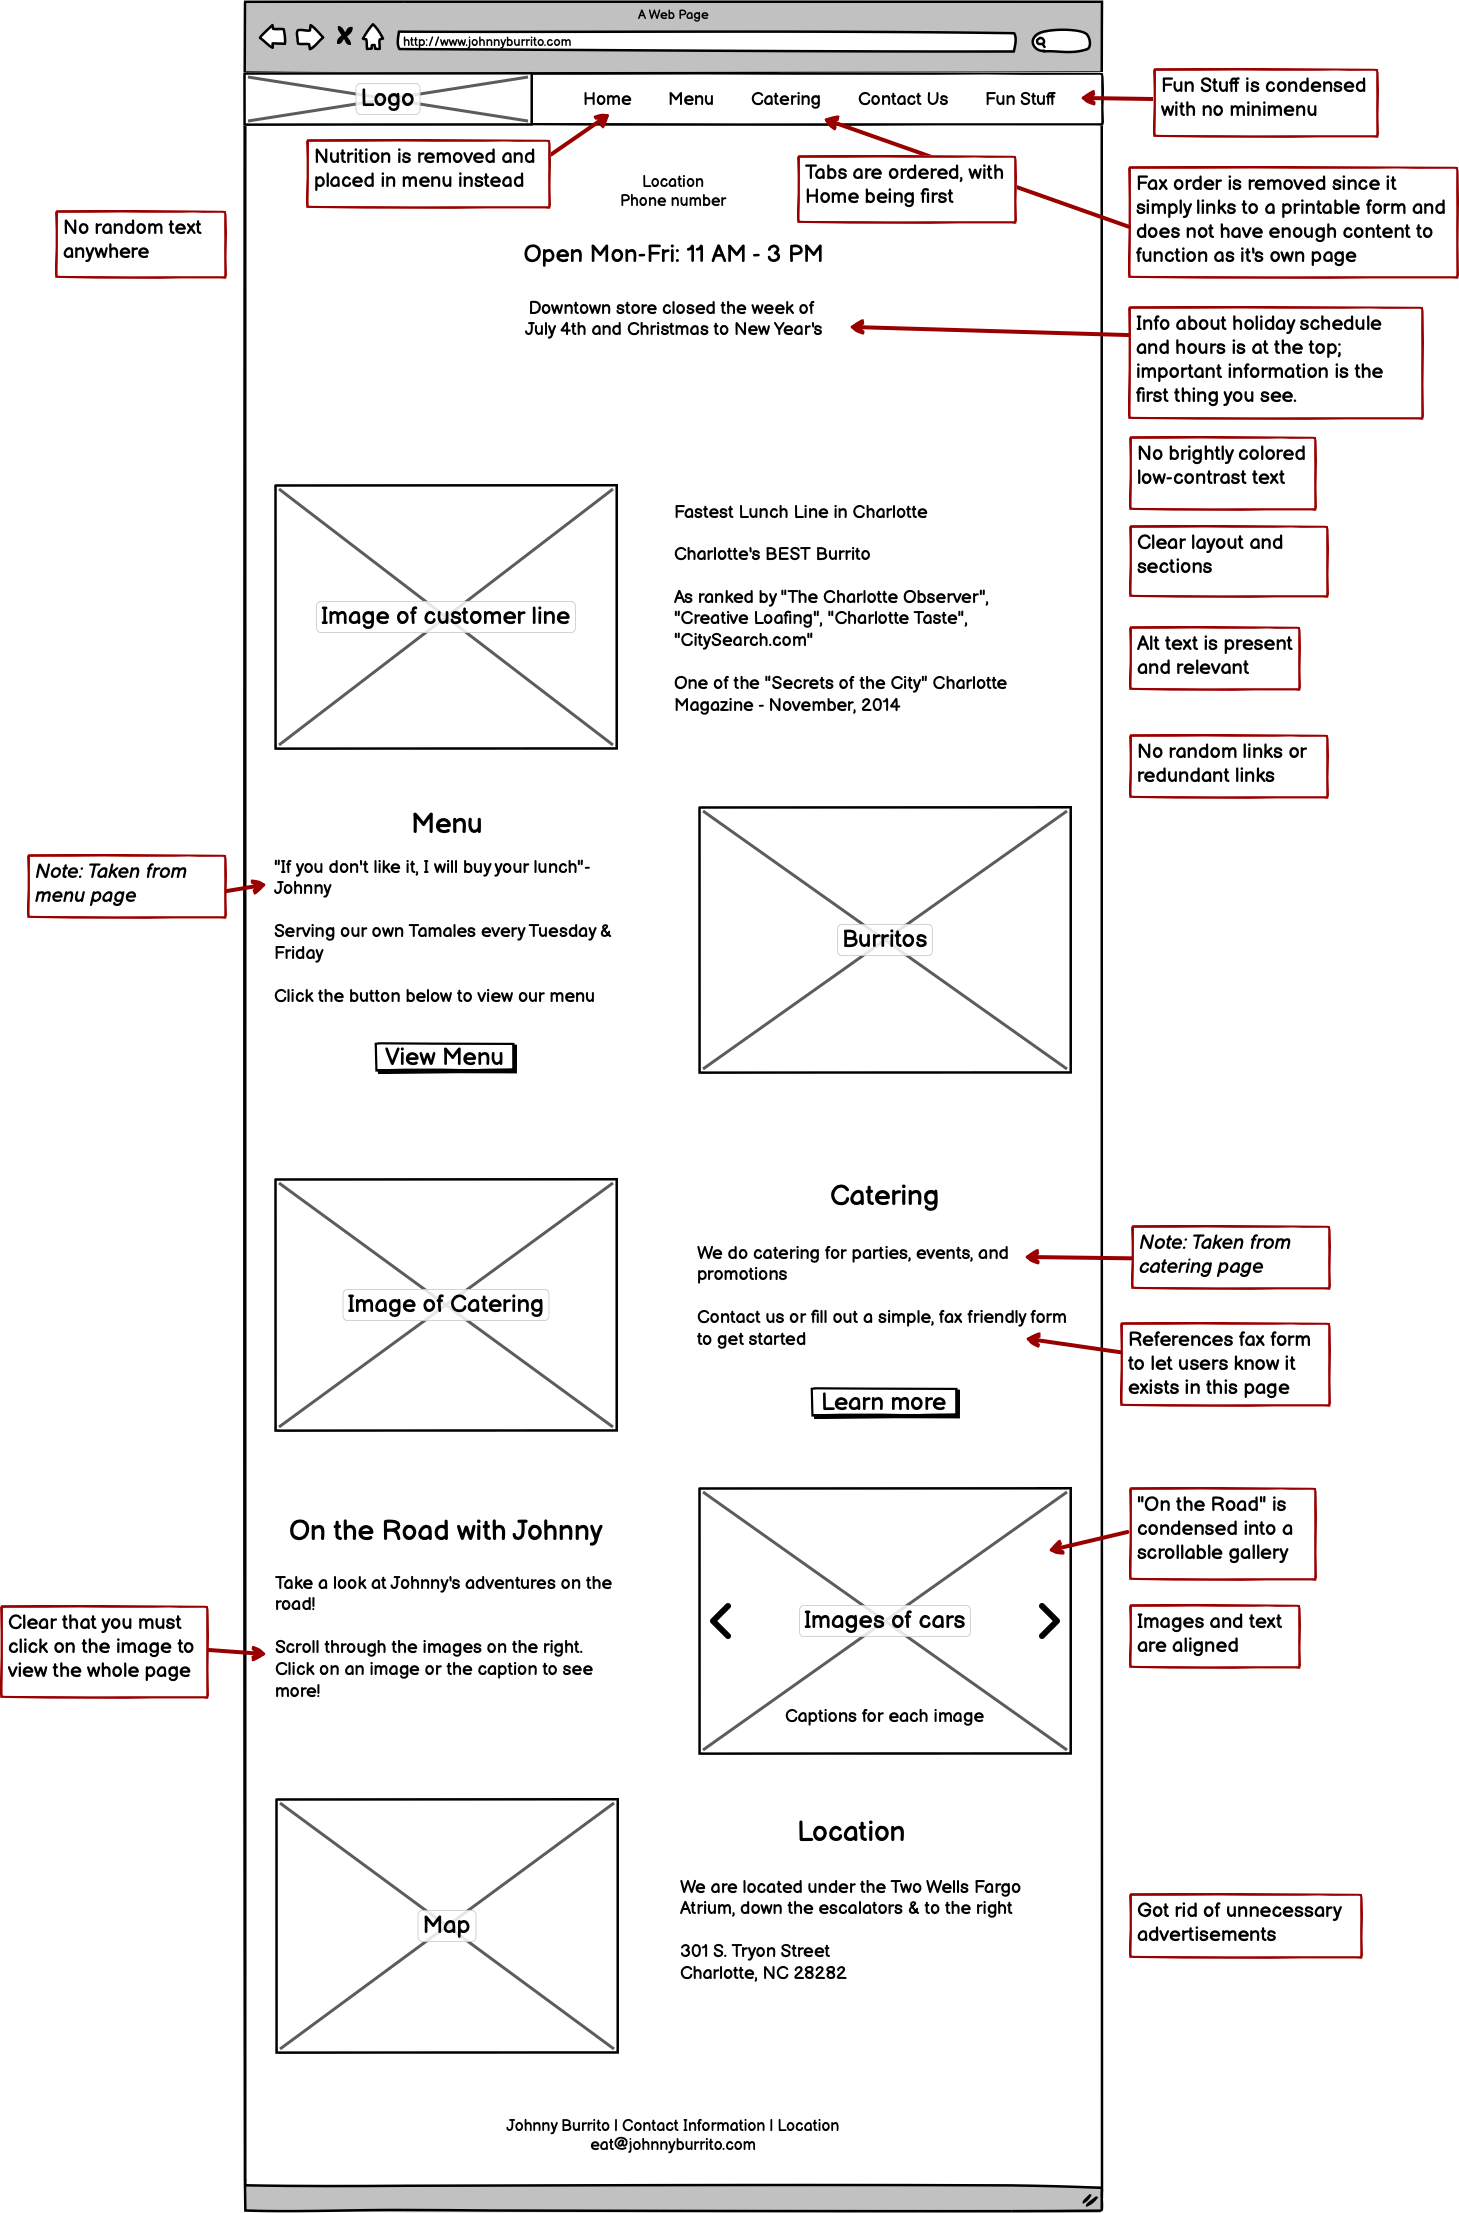 A Web Page
http://www.johnnyburrito.com
Logo
Home
Menu
Catering
Contact Us
Fun Stuff
Fun Stuff is condensed
with no minimenu
Nutrition is removed and
placed in menu instead
Location
Phone number
Tabs are ordered, with
Home being first
Fax order is removed since it
simply links to a printable form and
does not have enough content to
function as it's own page
No random text
anywhere
Open Mon-Fri: 11 AM - 3 PM
Downtown store closed the week of
July 4th and Christmas to New Year's
Info about holiday schedule
and hours is at the top;
important information is the
first thing you see.
No brightly colored
low-contrast text
Clear layout and
sections
Image of customer line
Fastest Lunch Line in Charlotte
Charlotte's BEST Burrito
As ranked by "The Charlotte Observer",
"Creative Loafing", "Charlotte Taste",
"CitySearch.com"
One of the "Secrets of the City" Charlotte
Magazine - November, 2014
Alt text is present
and relevant
No random links or
redundant links
Menu
Note: Taken from
menu page
"If you don't like it, I will buy your lunch"-
Johnny
Serving our own Tamales every Tuesday &
Friday
Click the button below to view our menu
View Menu
Burritos
Image of Catering
Catering
We do catering for parties, events, and
promotions
Contact us or fill out a simple, fax friendly form
to get started
Learn more
Note: Taken from
catering page
References fax form
to let users know it
exists in this page
On the Road with Johnny
Take a look at Johnny's adventures on the
road!
Scroll through the images on the right.
Click on an image or the caption to see
more!
Clear that you must
click on the image to
view the whole page
Images of cars
Captions for each image
"On the Road" is
condensed into a
scrollable gallery
Images and text
are aligned
Map
Location
We are located under the Two Wells Fargo
Atrium, down the escalators & to the right
301 S. Tryon Street
Charlotte, NC 28282
Got rid of unnecessary
advertisements
Johnny Burrito | Contact Information | Location
eat@johnnyburrito.com